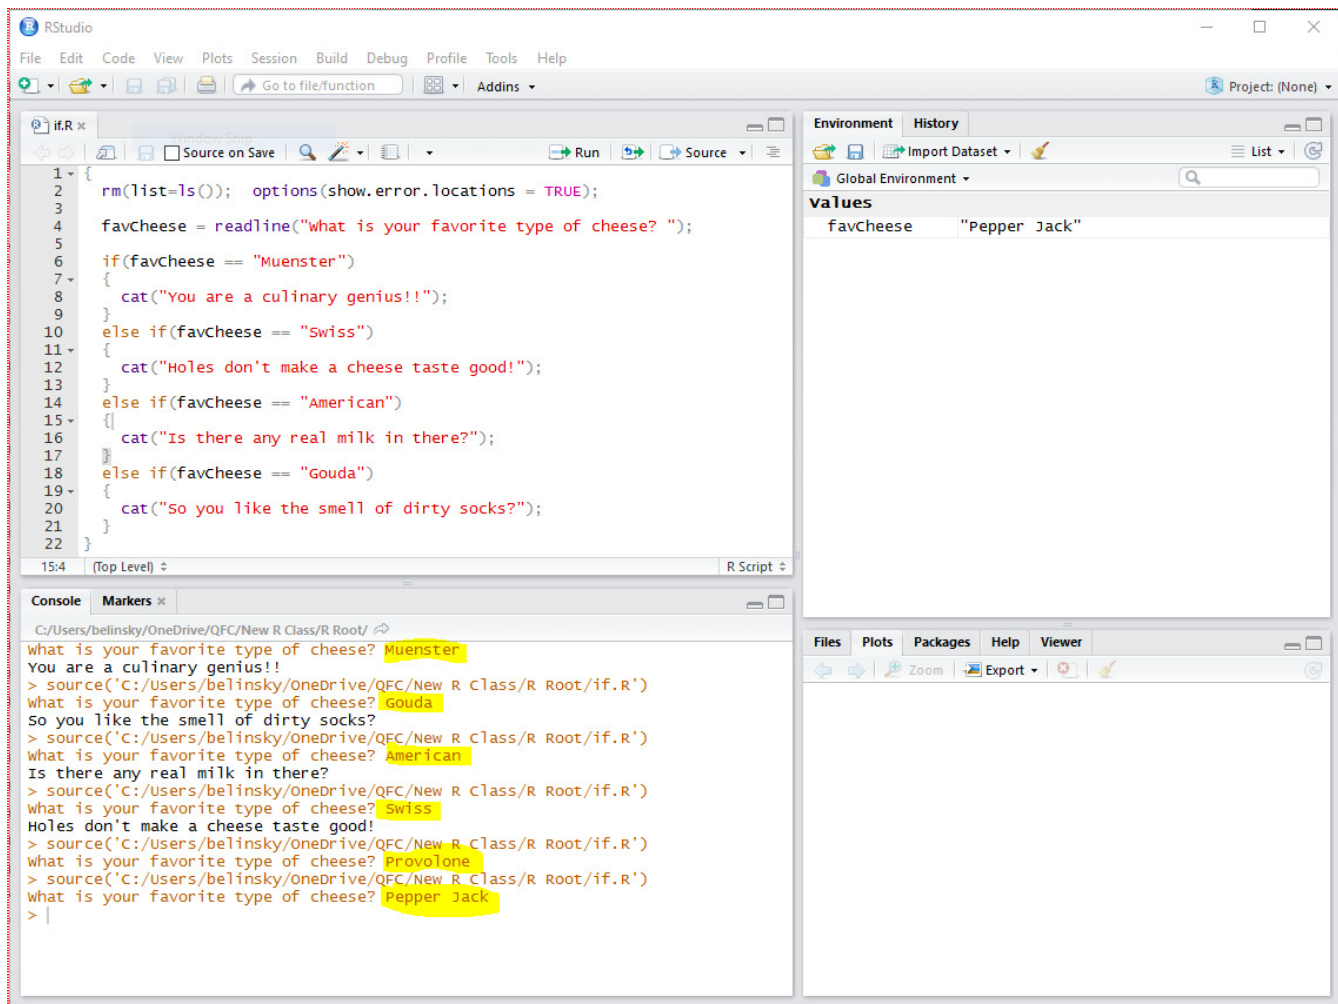 RStudio
File Edit Code View Plots Session Build Debug Profile Tools Help
Go to file/function Addins Project: (None)
if.R
Window Snip
Source on Save Run Source
1 {
2 rm(list=ls()); options(show.error.locations = TRUE);
3
4 favCheese = readline("What is your favorite type of cheese? ");
5
6 if(favCheese == "Muenster")
7 {
8 cat("You are a culinary genius!!");
9 }
10 else if(favCheese == "Swiss")
11 {
12 cat("Holes don't make a cheese taste good!");
13 }
14 else if(favCheese == "American")
15 {
16 cat("Is there any real milk in there?");
17 }
18 else if(favCheese == "Gouda")
19 {
20 cat("So you like the smell of dirty socks?");
21 }
22 }
15:4 (Top Level) R Script
Console Markers
C:/Users/belinsky/OneDrive/QFC/New R Class/R Root/
What is your favorite type of cheese? Muenster
You are a culinary genius!!
> source('C:/Users/belinsky/OneDrive/QFC/New R Class/R Root/if.R')
What is your favorite type of cheese? Gouda
So you like the smell of dirty socks?
> source('C:/Users/belinsky/OneDrive/QFC/New R Class/R Root/if.R')
What is your favorite type of cheese? American
Is there any real milk in there?
> source('C:/Users/belinsky/OneDrive/QFC/New R Class/R Root/if.R')
What is your favorite type of cheese? Swiss
Holes don't make a cheese taste good!
> source('C:/Users/belinsky/OneDrive/QFC/New R Class/R Root/if.R')
What is your favorite type of cheese? Provolone
> source('C:/Users/belinsky/OneDrive/QFC/New R Class/R Root/if.R')
What is your favorite type of cheese? Pepper Jack
>
Environment History
Import Dataset List
Global Environment
Values
favCheese "Pepper Jack"
Files Plots Packages Help Viewer
Zoom Export